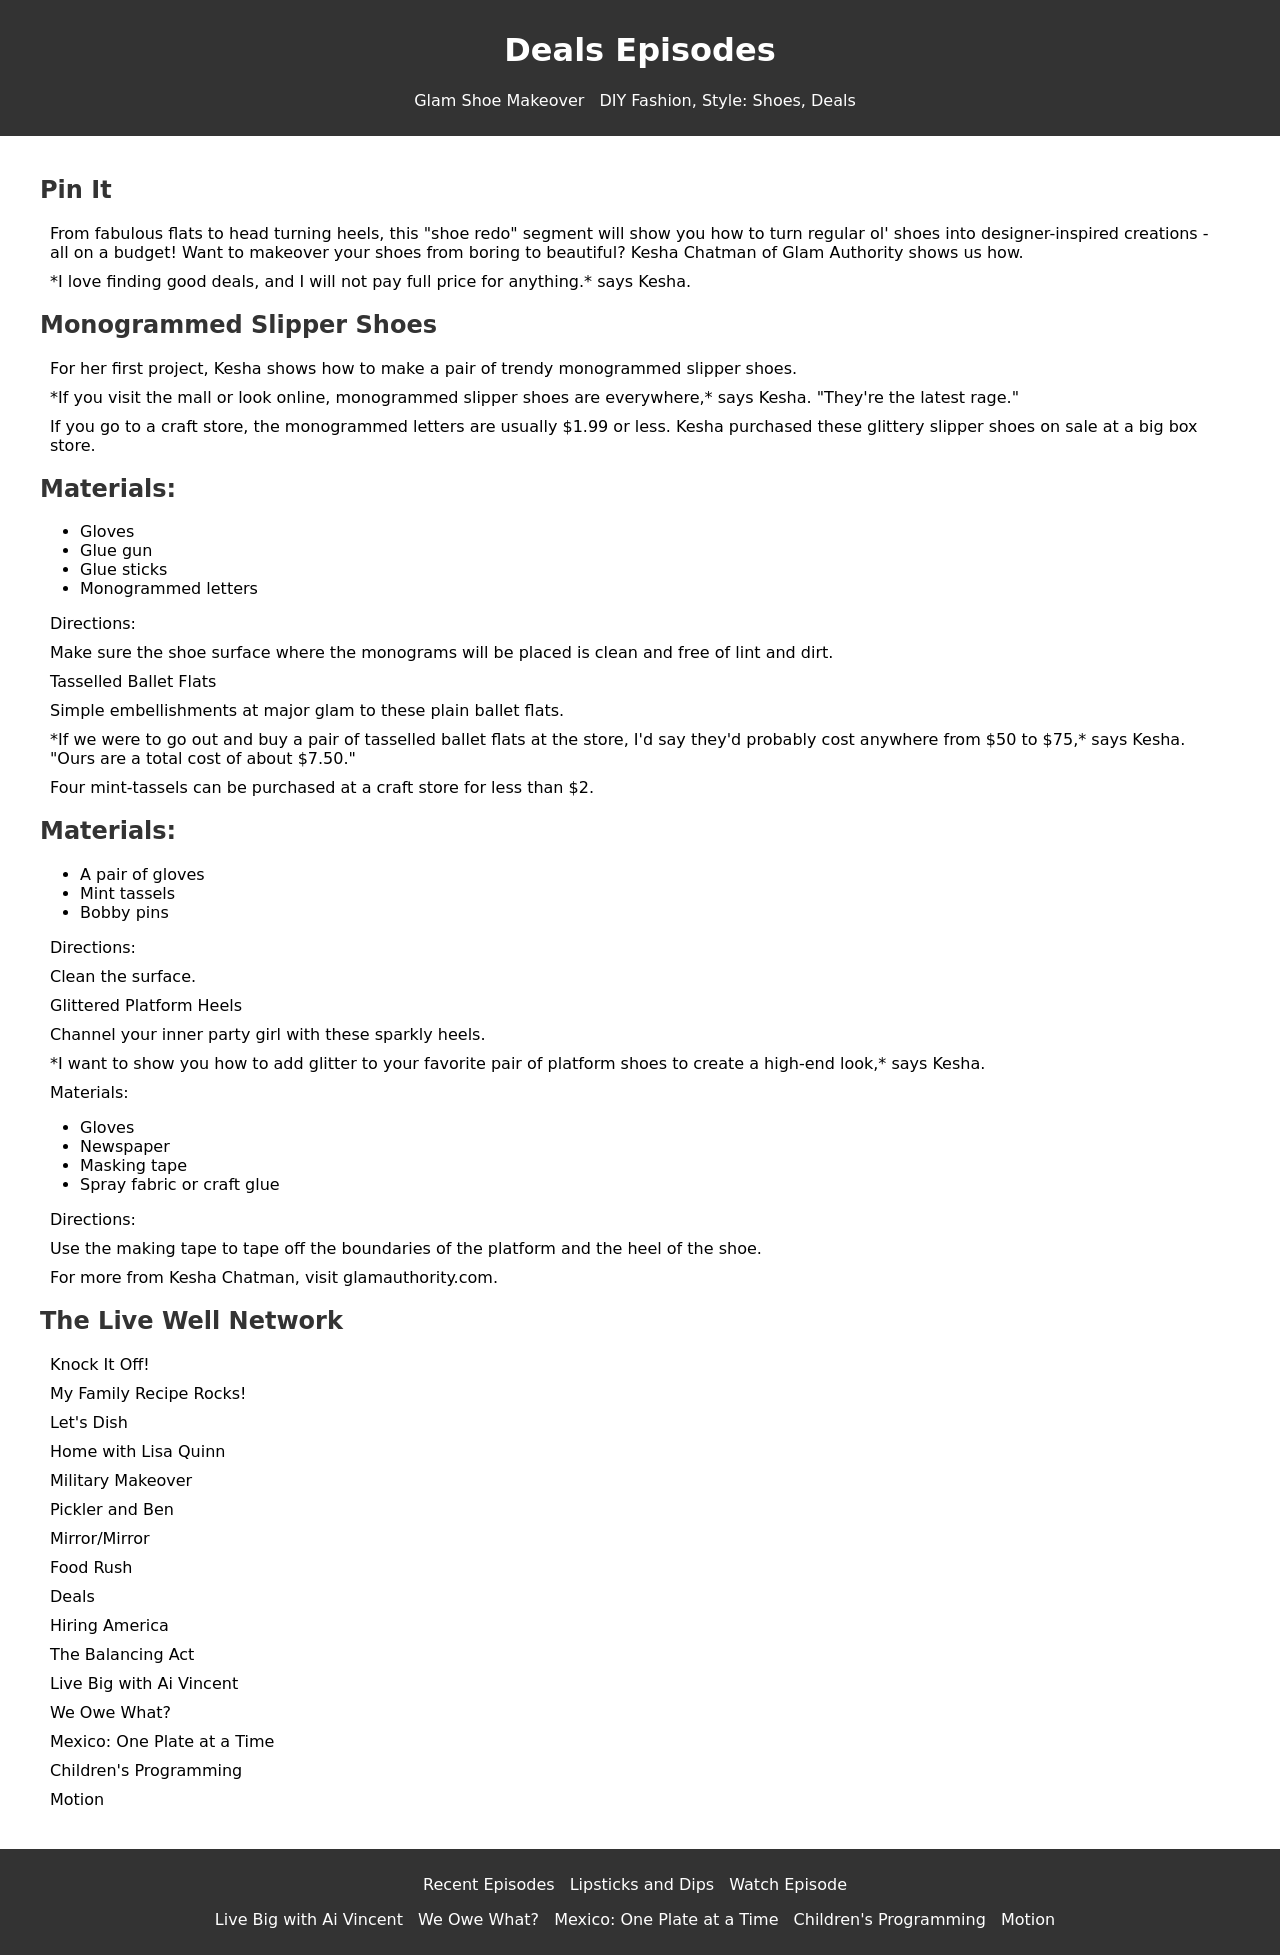 Deals Episodes
Glam Shoe Makeover DIY Fashion, Style: Shoes, Deals
Pin It
From fabulous flats to head turning heels, this "shoe redo" segment will show you how to turn regular ol' shoes into designer-inspired creations -
all on a budget! Want to makeover your shoes from boring to beautiful? Kesha Chatman of Glam Authority shows us how.
*I love finding good deals, and I will not pay full price for anything.* says Kesha.
Monogrammed Slipper Shoes
For her first project, Kesha shows how to make a pair of trendy monogrammed slipper shoes.
*If you visit the mall or look online, monogrammed slipper shoes are everywhere,* says Kesha. "They're the latest rage."
If you go to a craft store, the monogrammed letters are usually $1.99 or less. Kesha purchased these glittery slipper shoes on sale at a big box
store.
Materials:
• Gloves
• Glue gun
• Glue sticks
• Monogrammed letters
Directions:
Make sure the shoe surface where the monograms will be placed is clean and free of lint and dirt.
Tasselled Ballet Flats
Simple embellishments at major glam to these plain ballet flats.
*If we were to go out and buy a pair of tasselled ballet flats at the store, I'd say they'd probably cost anywhere from $50 to $75,* says Kesha.
"Ours are a total cost of about $7.50."
Four mint-tassels can be purchased at a craft store for less than $2.
Materials:
• A pair of gloves
• Mint tassels
• Bobby pins
Directions:
Clean the surface.
Glittered Platform Heels
Channel your inner party girl with these sparkly heels.
*I want to show you how to add glitter to your favorite pair of platform shoes to create a high-end look,* says Kesha.
Materials:
• Gloves
• Newspaper
• Masking tape
• Spray fabric or craft glue
Directions:
Use the making tape to tape off the boundaries of the platform and the heel of the shoe.
For more from Kesha Chatman, visit glamauthority.com.
The Live Well Network
Knock It Off!
My Family Recipe Rocks!
Let's Dish
Home with Lisa Quinn
Military Makeover
Pickler and Ben
Mirror/Mirror
Food Rush
Deals
Hiring America
The Balancing Act
Live Big with Ai Vincent
We Owe What?
Mexico: One Plate at a Time
Children's Programming
Motion
Recent Episodes Lipsticks and Dips Watch Episode
Live Big with Ai Vincent We Owe What? Mexico: One Plate at a Time Children's Programming Motion